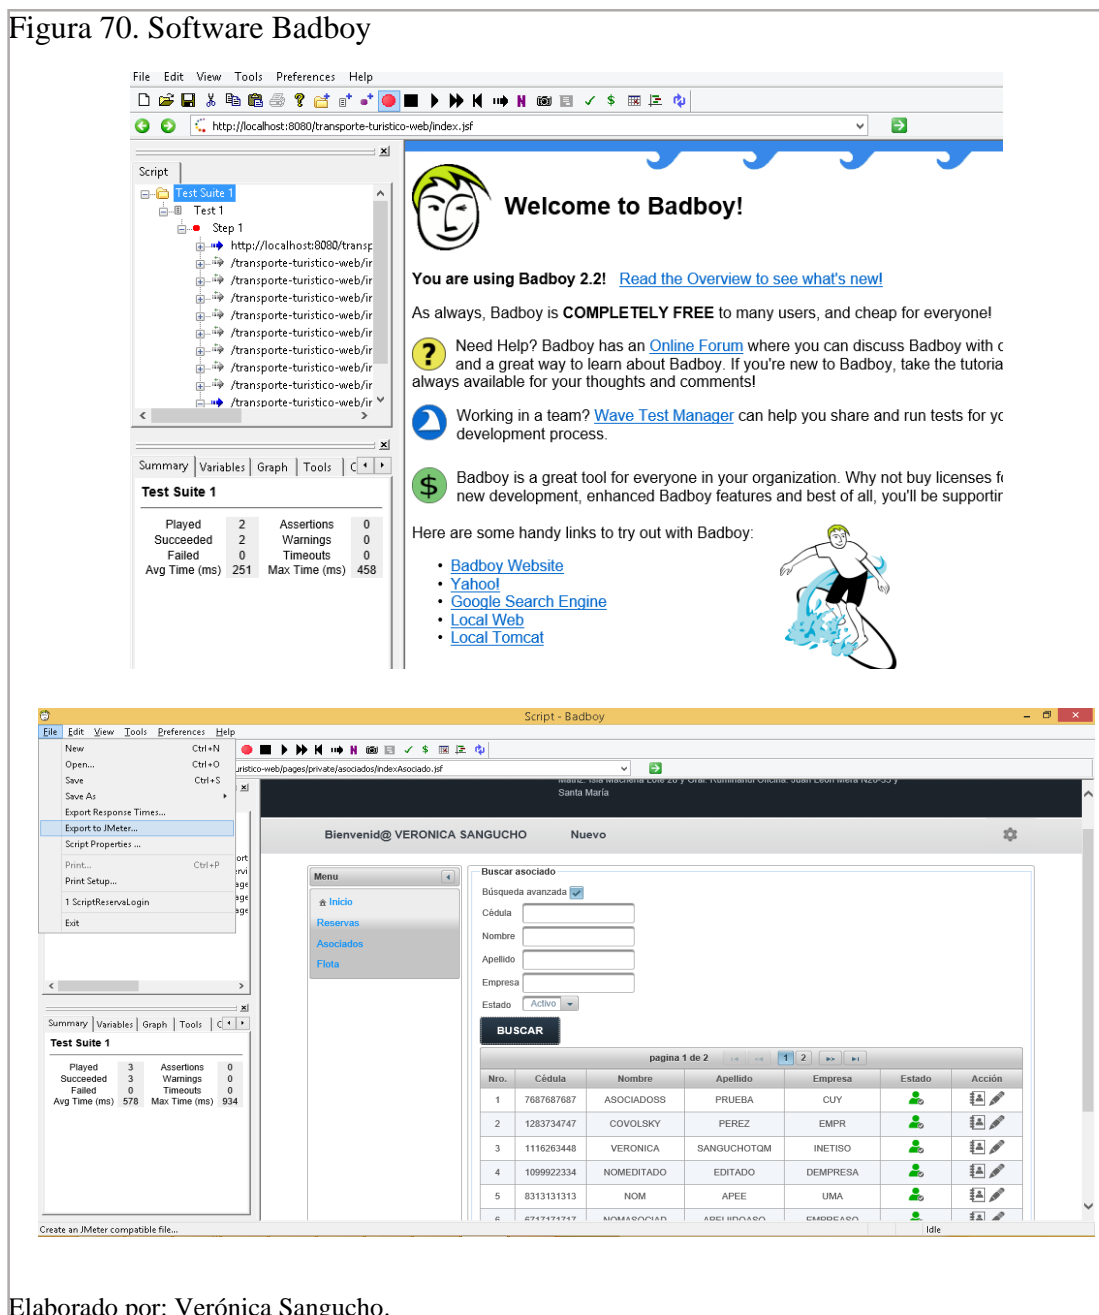 Figura 70. Software Badboy
File Edit View Tools Preferences Help
http://localhost:8080/transporte-turistico-web/index.jsf
Script
Test Suite 1
Test 1
Step 1
http://localhost:8080/transp
/transporte-turistico-web/ir
/transporte-turistico-web/ir
/transporte-turistico-web/ir
/transporte-turistico-web/ir
/transporte-turistico-web/ir
/transporte-turistico-web/ir
/transporte-turistico-web/ir
/transporte-turistico-web/ir
/transporte-turistico-web/ir
Summary Variables Graph Tools C
Test Suite 1
Played 2 Assertions 0
Succeeded 2 Warnings 0
Failed 0 Timeouts 0
Avg Time (ms) 251 Max Time (ms) 458
Welcome to Badboy!
You are using Badboy 2.2! Read the Overview to see what's new!
As always, Badboy is COMPLETELY FREE to many users, and cheap for everyone!
Need Help? Badboy has an Online Forum where you can discuss Badboy with c
and a great way to learn about Badboy. If you're new to Badboy, take the tutoria
always available for your thoughts and comments!
Working in a team? Wave Test Manager can help you share and run tests for yo
development process.
Badboy is a great tool for everyone in your organization. Why not buy licenses fo
new development, enhanced Badboy features and best of all, you'll be supportin
Here are some handy links to try out with Badboy:
• Badboy Website
• Yahoo!
• Google Search Engine
• Local Web
• Local Tomcat
Script - Badboy
File Edit View Tools Preferences Help
New Ctrl+N
Open... Ctrl+O
Save Ctrl+S
Save As
Export Response Times...
Export to JMeter...
Script Properties ...
Print... Ctrl+P
Print Setup...
1 ScriptReservaLogin
Exit
uristico-web/pages/private/asociados/indexAsociado.jsf
ort
ervi
age
age
age
Summary Variables Graph Tools C
Test Suite 1
Played 3 Assertions 0
Succeeded 3 Warnings 0
Failed 0 Timeouts 0
Avg Time (ms) 578 Max Time (ms) 934
Santa María
Bienvenid@ VERONICA SANGUCHO Nuevo
Menu
Inicio
Reservas
Asociados
Flota
Buscar asociado
Búsqueda avanzada
Cédula
Nombre
Apellido
Empresa
Estado Activo
BUSCAR
pagina 1 de 2 1 2
Nro. Cédula Nombre Apellido Empresa Estado Acción
1 7687687687 ASOCIADOSS PRUEBA CUY
2 1283734747 COVOLSKY PEREZ EMPR
3 1116263448 VERONICA SANGUCHOTQM INETISO
4 1099922334 NOMEDITADO EDITADO DEMPRESA
5 8313131313 NOM APEE UMA
6 6717171717 NOMASOCIAD APELLIDOASO EMPREASO
Create an JMeter compatible file...
Idle
Elaborado por: Verónica Sangucho.